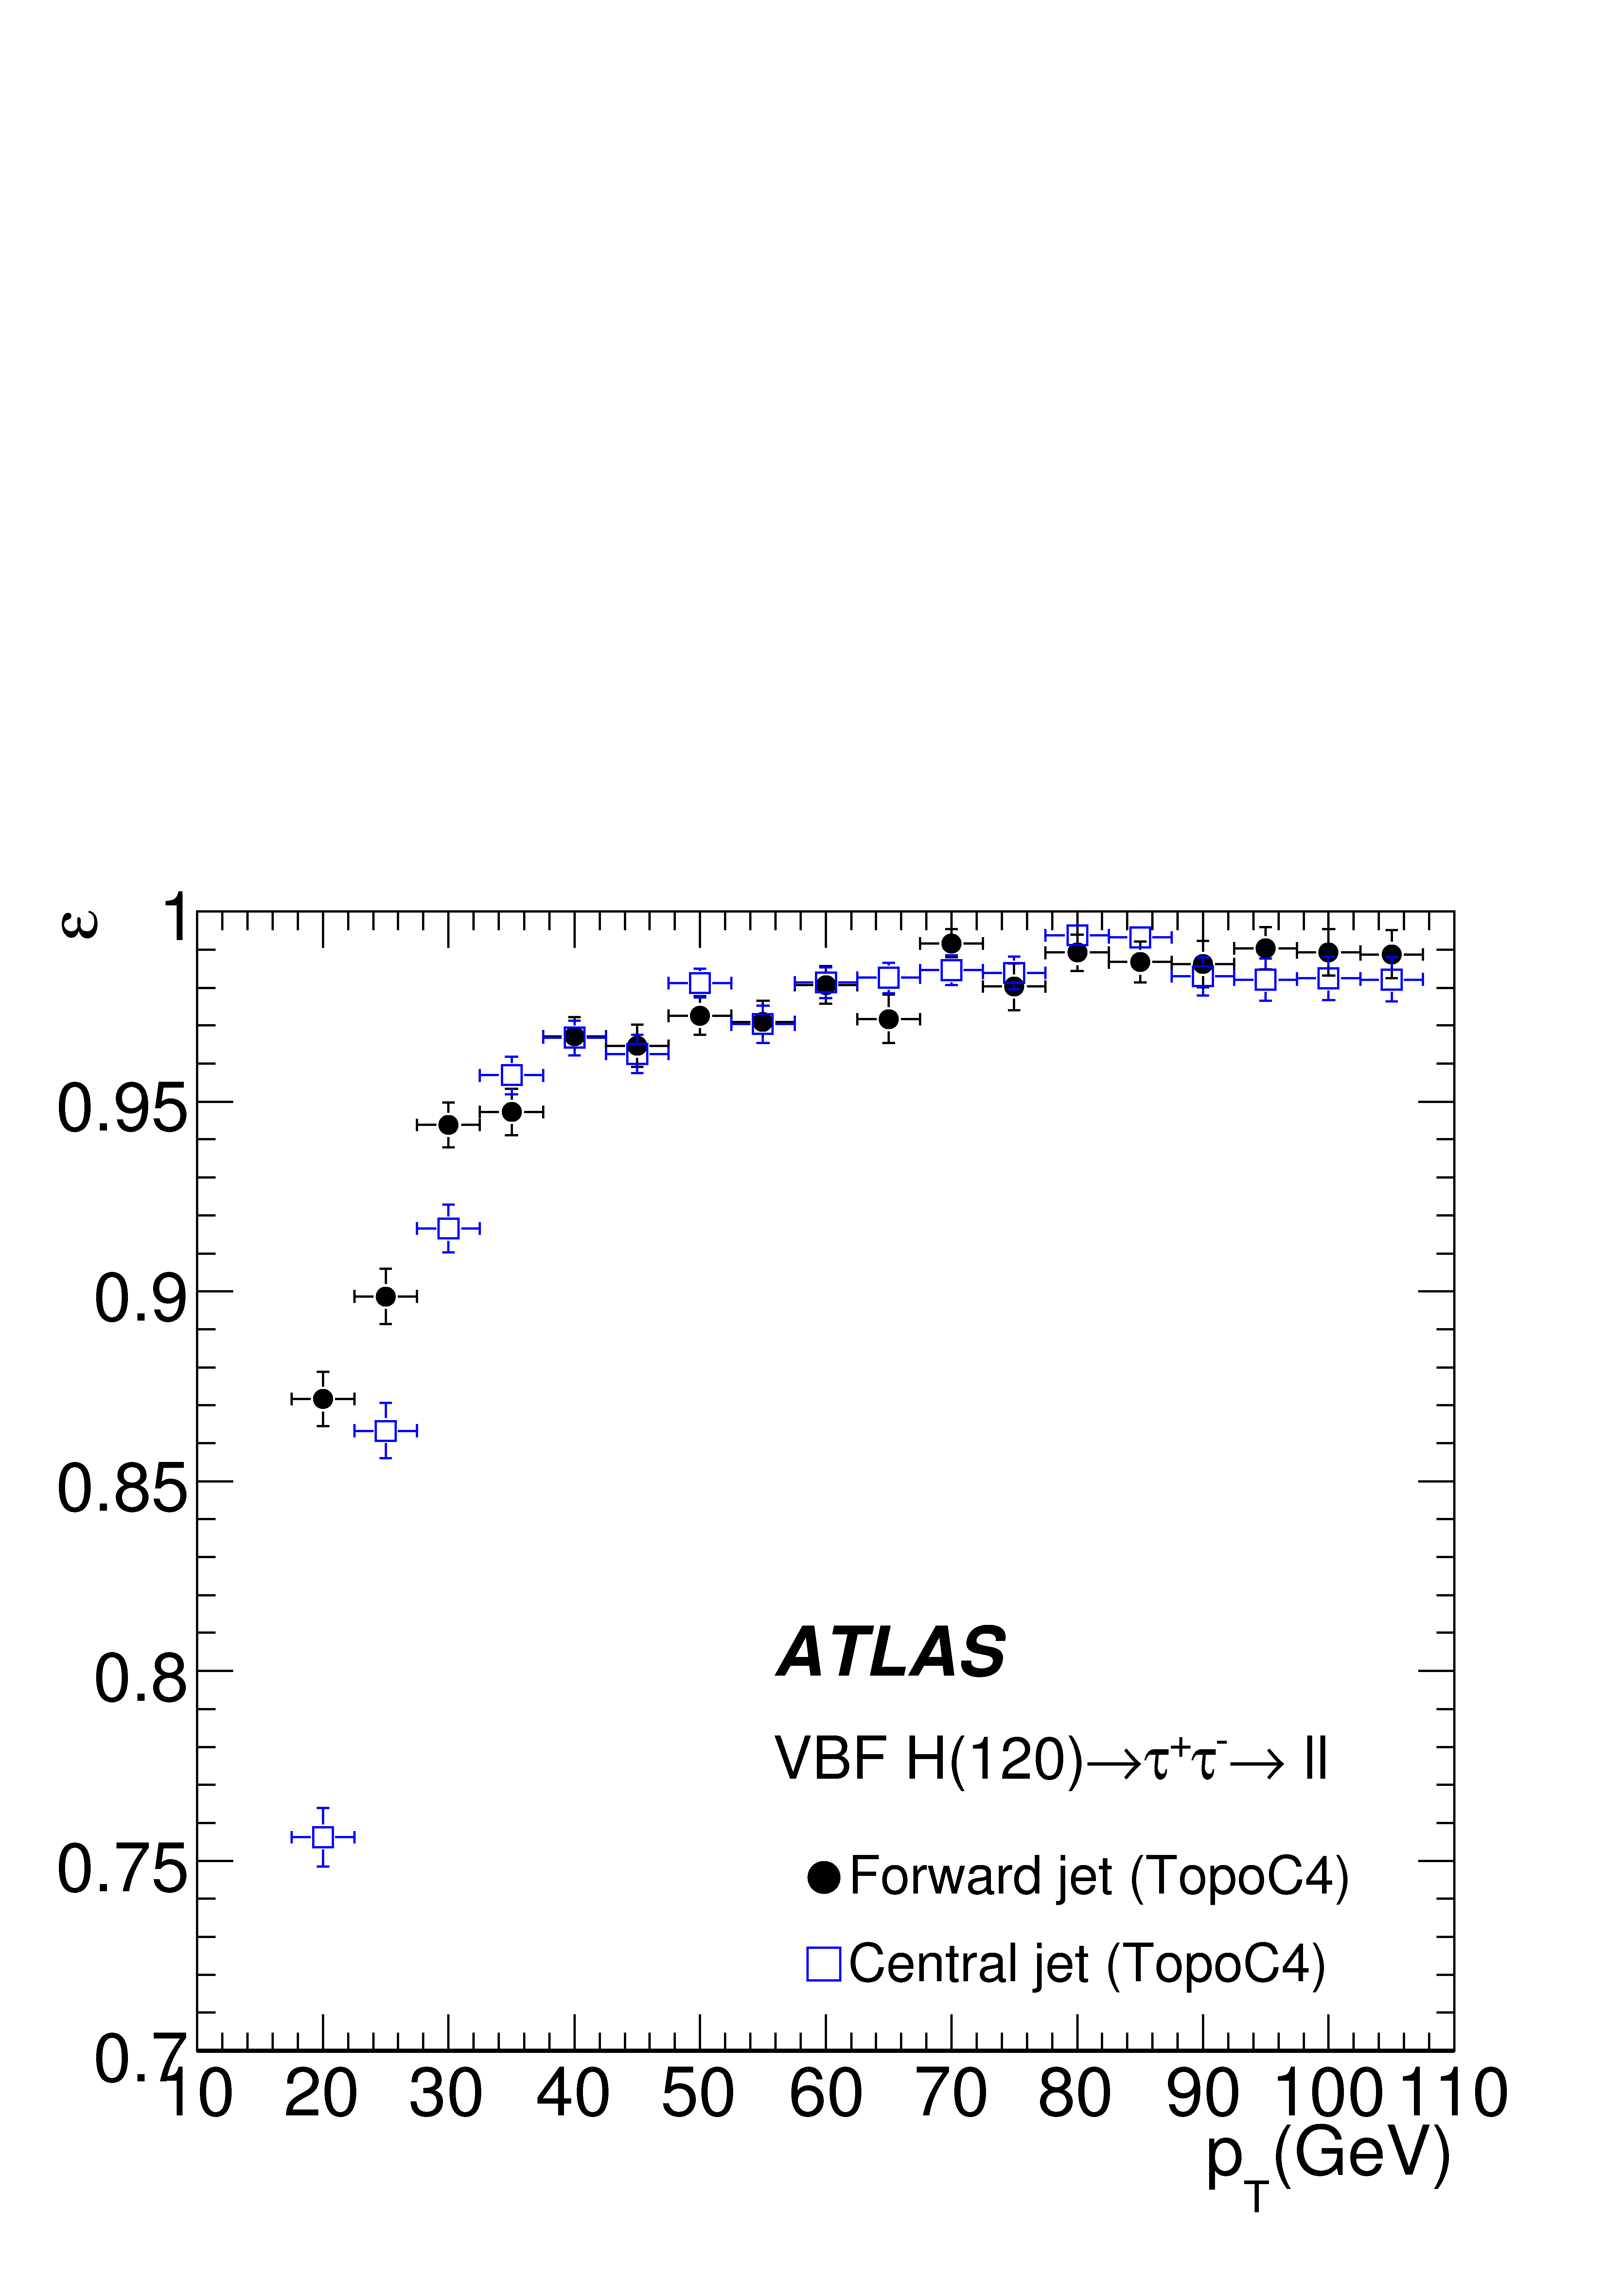 ε
1
0.95
0.9
0.85
0.8
0.75
0.7
ATLAS
VBF H(120)→τ⁺τ⁻→ ll
Forward jet (TopoC4)
Central jet (TopoC4)
10 20 30 40 50 60 70 80 90 100 110
p_T(GeV)